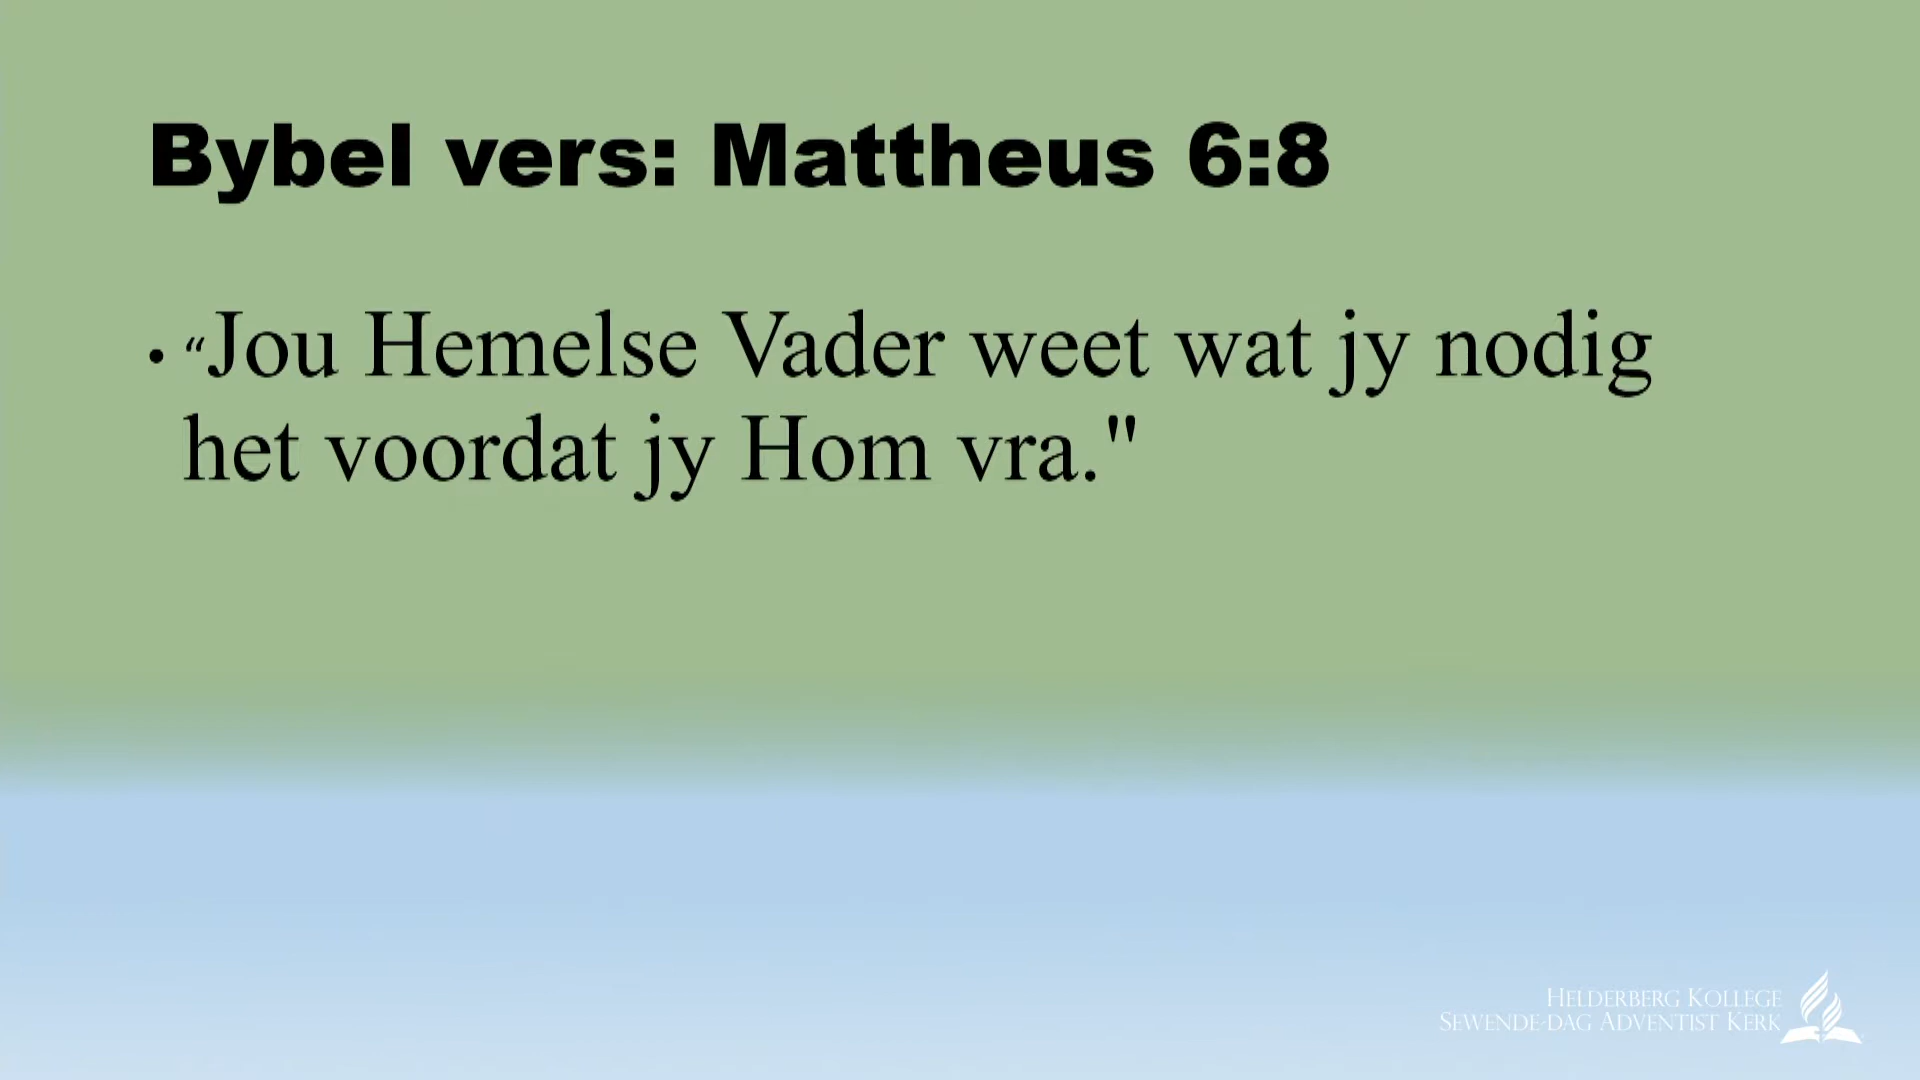 Bybel vers: Mattheus 6:8
• “Jou Hemelse Vader weet wat jy nodig
het voordat jy Hom vra."
HELDERBERG KOLLEGE
SEWENDE-DAG ADVENTIST KERK